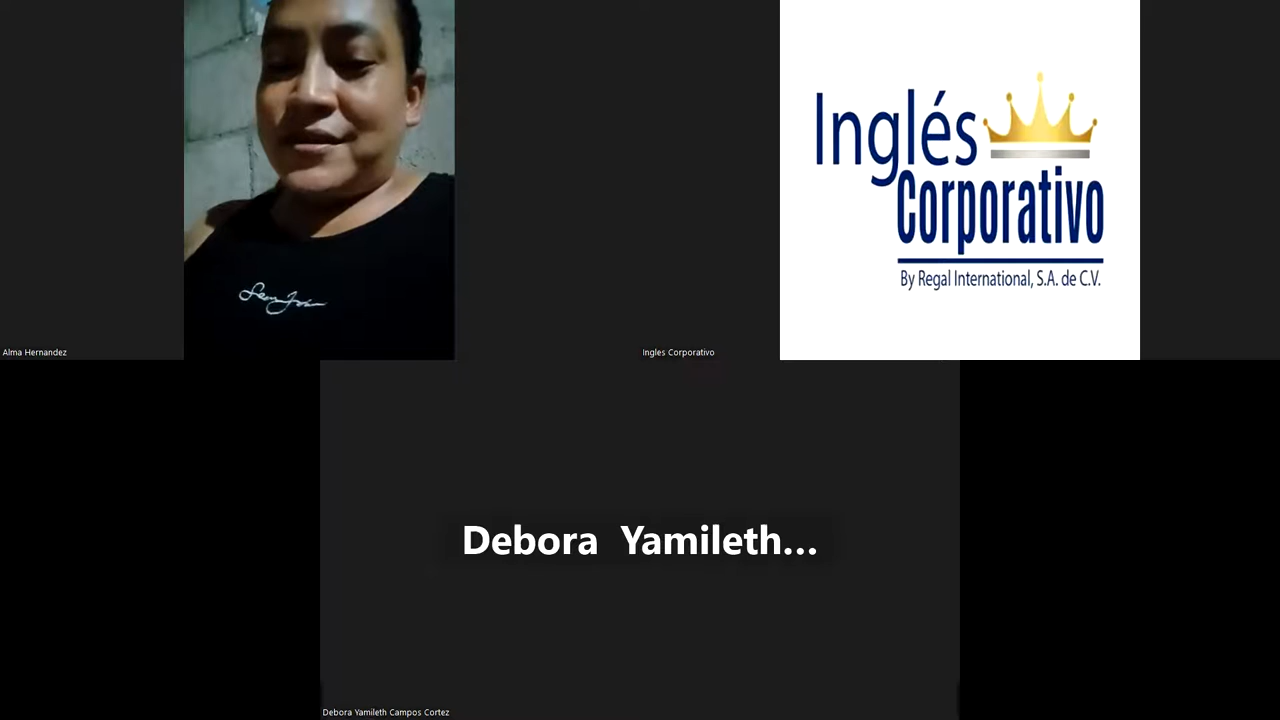 Inglés
Corporativo
By Regal International, S.A. de C.V.
Alma Hernandez
Ingles Corporativo
Debora Yamileth...
Debora Yamileth Campos Cortez